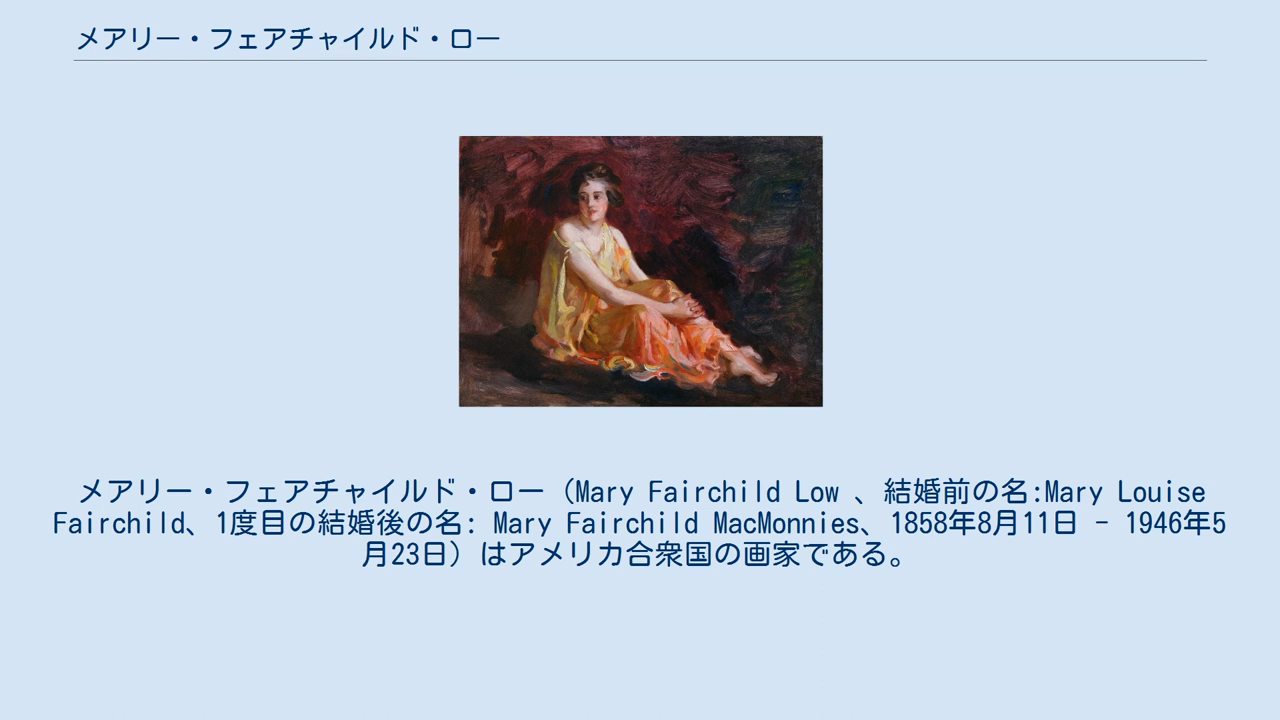 メアリー・フェアチャイルド・ロー
メアリー・フェアチャイルド・ロー（Mary Fairchild Low 、結婚前の名:Mary Louise
Fairchild、1度目の結婚後の名: Mary Fairchild MacMonnies、1858年8月11日 – 1946年5
月23日）はアメリカ合衆国の画家である。